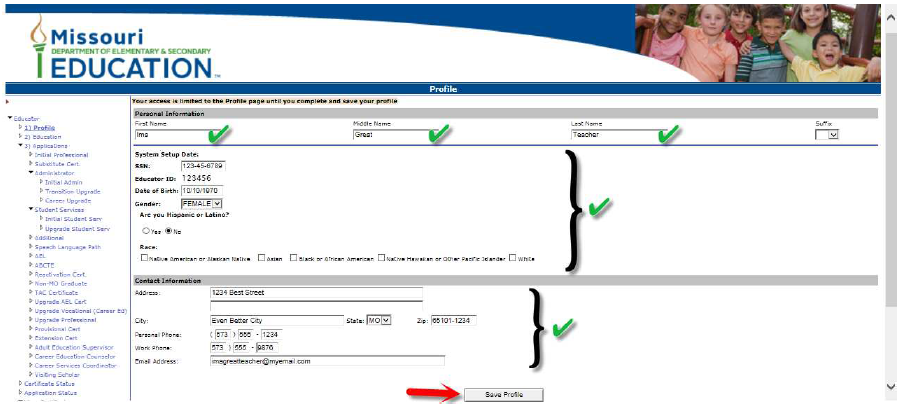 Missouri
DEPARTMENT OF ELEMENTARY & SECONDARY
EDUCATION
Profile
Your access is limited to the Profile page until you complete and save your profile
Educator
1) Profile
2) Education
3) Applications
Initial Professional
Substitute Cert.
Administrator
Initial Admin
Transition Upgrade
Career Upgrade
Student Services
Initial Student Serv
Upgrade Student Serv
Additional
Speech Language Path
AEL
ABCTE
Reactivation Cert.
Non-MO Graduate
TAC Certificate
Upgrade AEL Cert
Upgrade Vocational (Career Ed)
Upgrade Professional
Provisional Cert
Extension Cert
Adult Education Supervisor
Career Education Counselor
Career Services Coordinator
Visiting Scholar
Certificate Status
Application Status
Personal Information
First Name Middle Name Last Name Suffix
Ima Great Teacher
System Setup Date:
SSN: 123-45-6789
Educator ID: 123456
Date of Birth: 10/10/1970
Gender: FEMALE
Are you Hispanic or Latino?
Yes No
Race:
Native American or Alaskan Native Asian Black or African American Native Hawaiian or Other Pacific Islander White
Contact Information
Address: 1234 Best Street
City: Even Better City State: MO Zip: 65101-1234
Personal Phone: ( 573 ) 555 - 1234
Work Phone: 573 ) 555 - 9876
Email Address: imagreatteacher@myemail.com
Save Profile